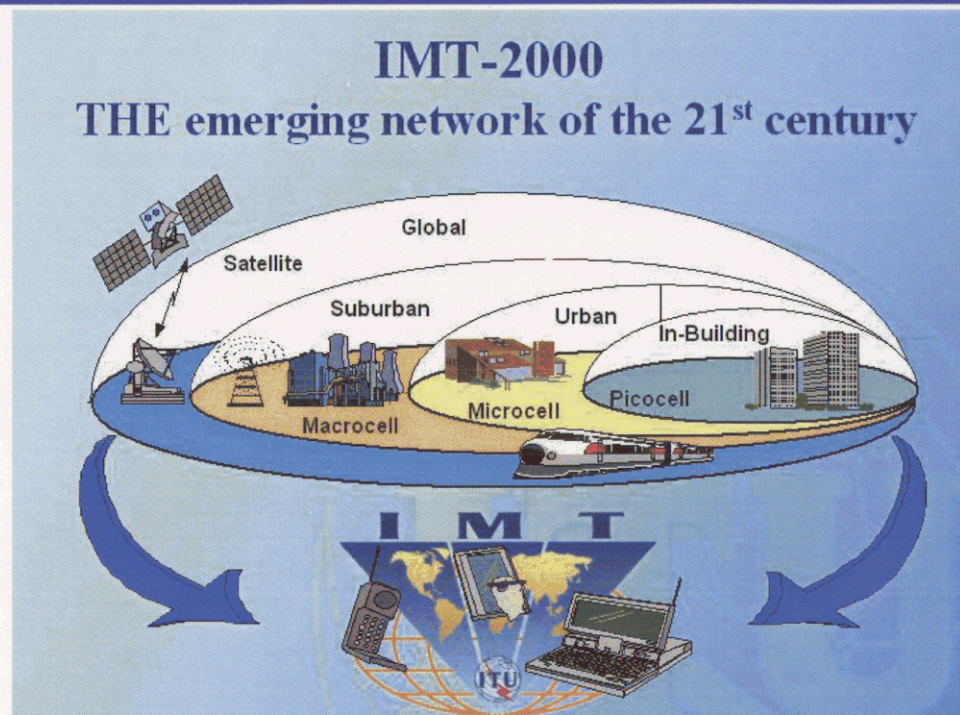 IMT-2000
THE emerging network of the 21st century
Global
Satellite
Suburban
Urban
In-Building
Macrocell
Microcell
Picocell
I M T
ITU